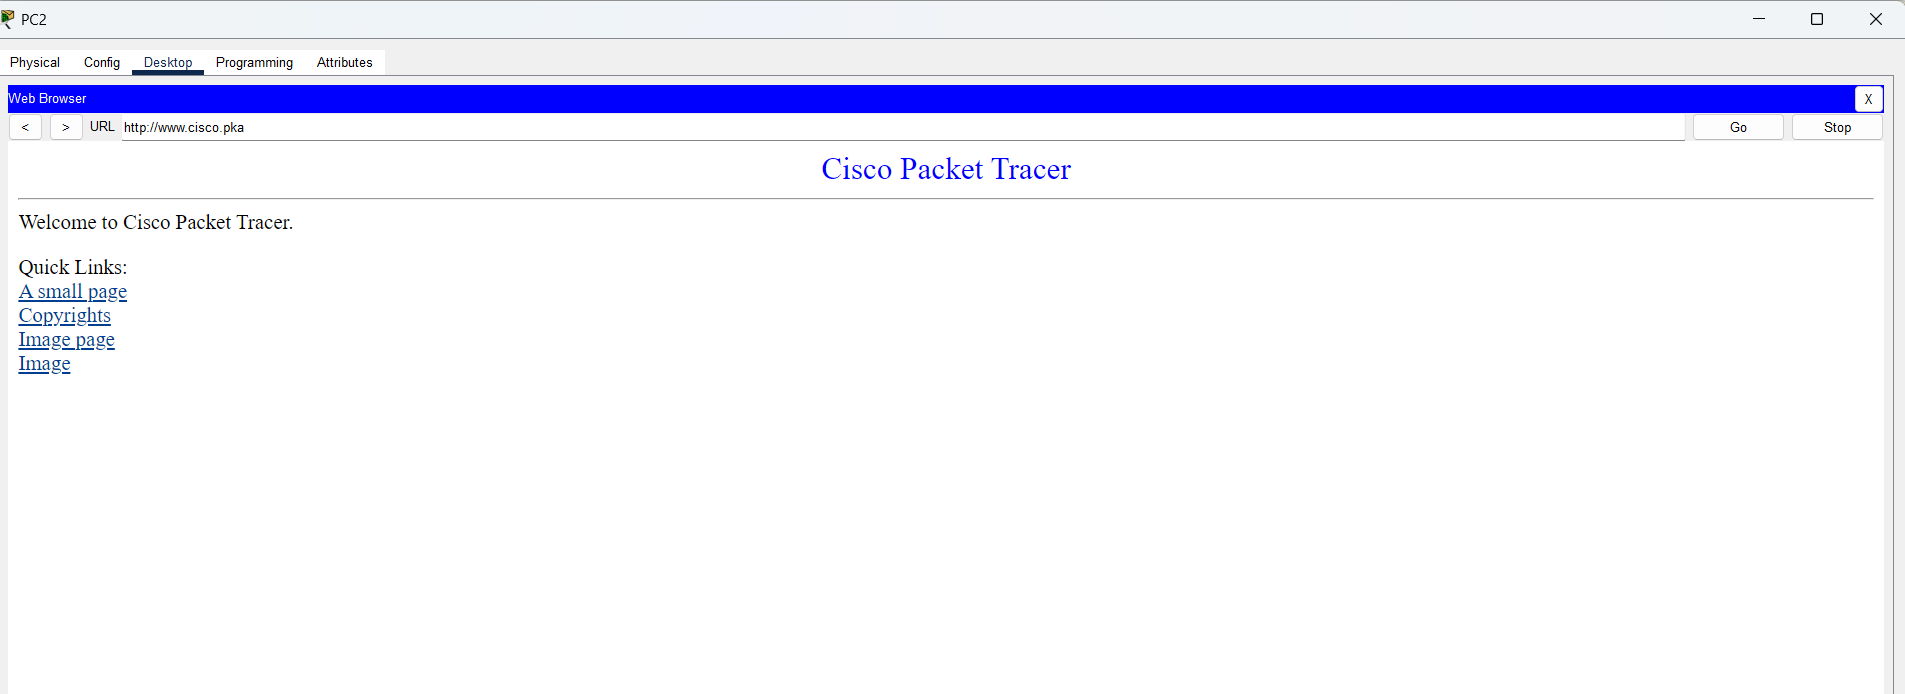 PC2
Physical Config Desktop Programming Attributes
Web Browser X
< > URL http://www.cisco.pka Go Stop
Cisco Packet Tracer
Welcome to Cisco Packet Tracer.
Quick Links:
A small page
Copyrights
Image page
Image